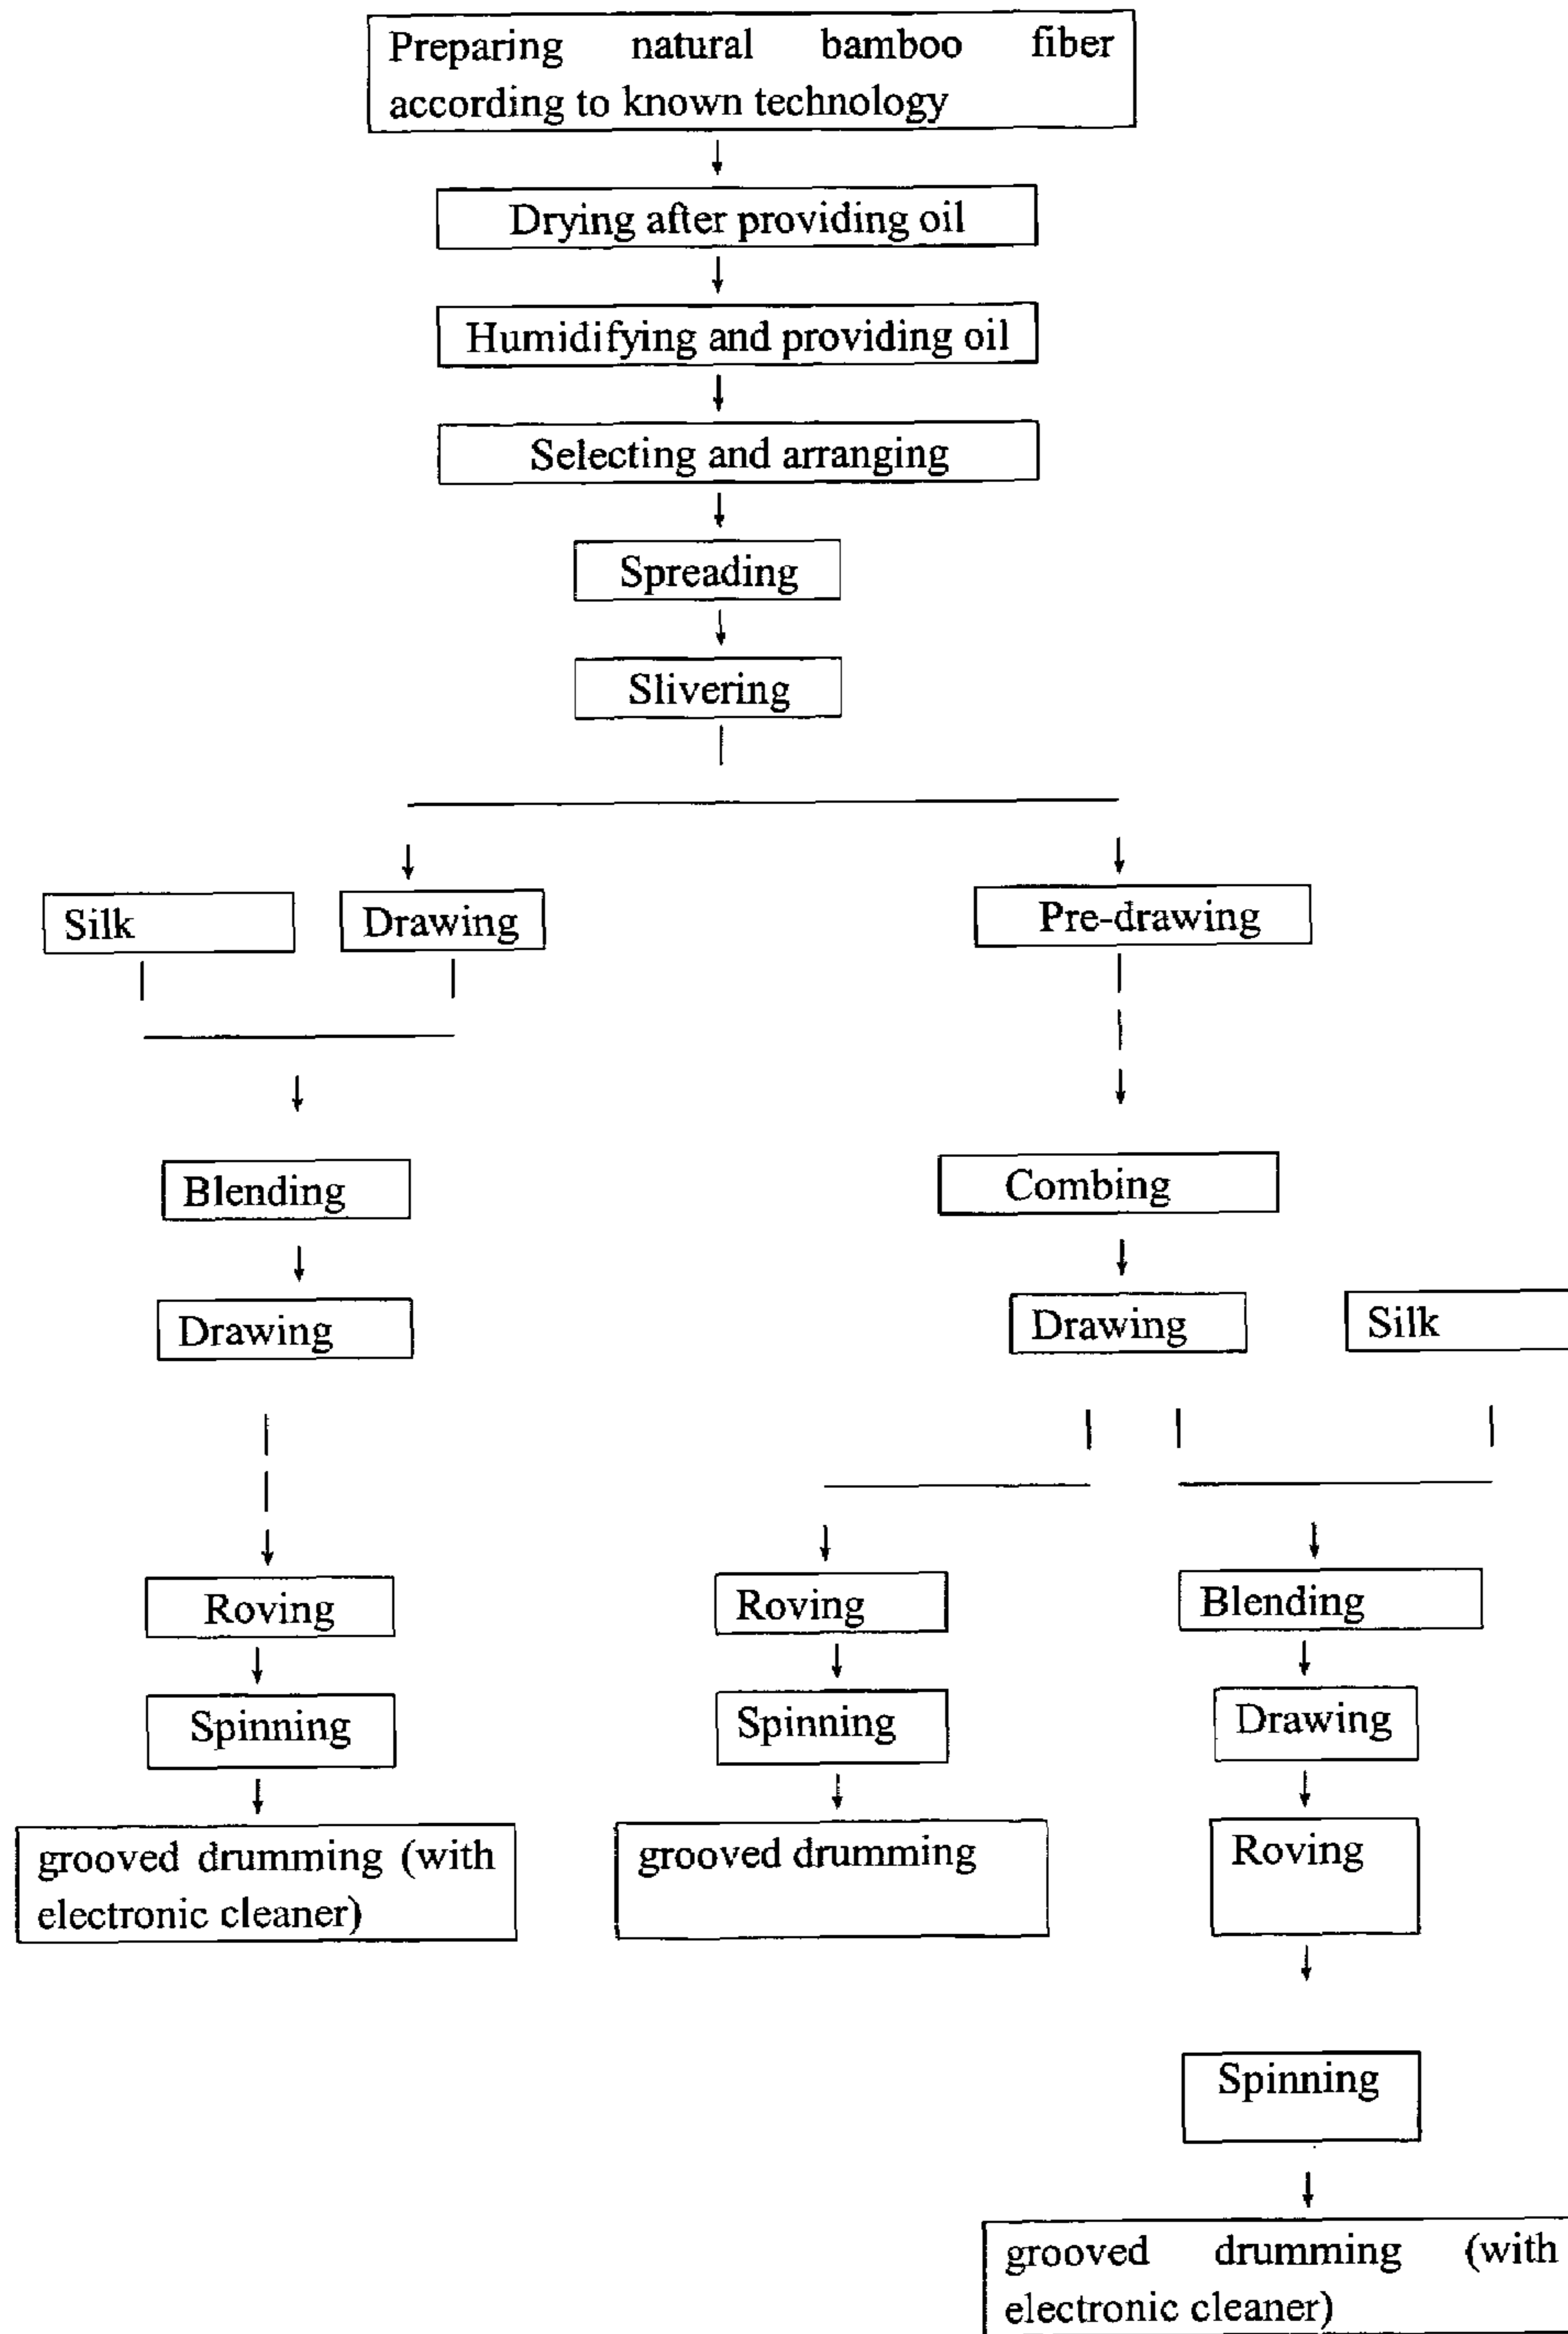 Preparing natural bamboo fiber
according to known technology
Drying after providing oil
Humidifying and providing oil
Selecting and arranging
Spreading
Slivering
Silk
Drawing
Pre-drawing
Blending
Combing
Drawing
Drawing
Silk
Roving
Roving
Blending
Spinning
Spinning
Drawing
grooved drumming (with
electronic cleaner)
grooved drumming
Roving
Spinning
grooved drumming (with
electronic cleaner)